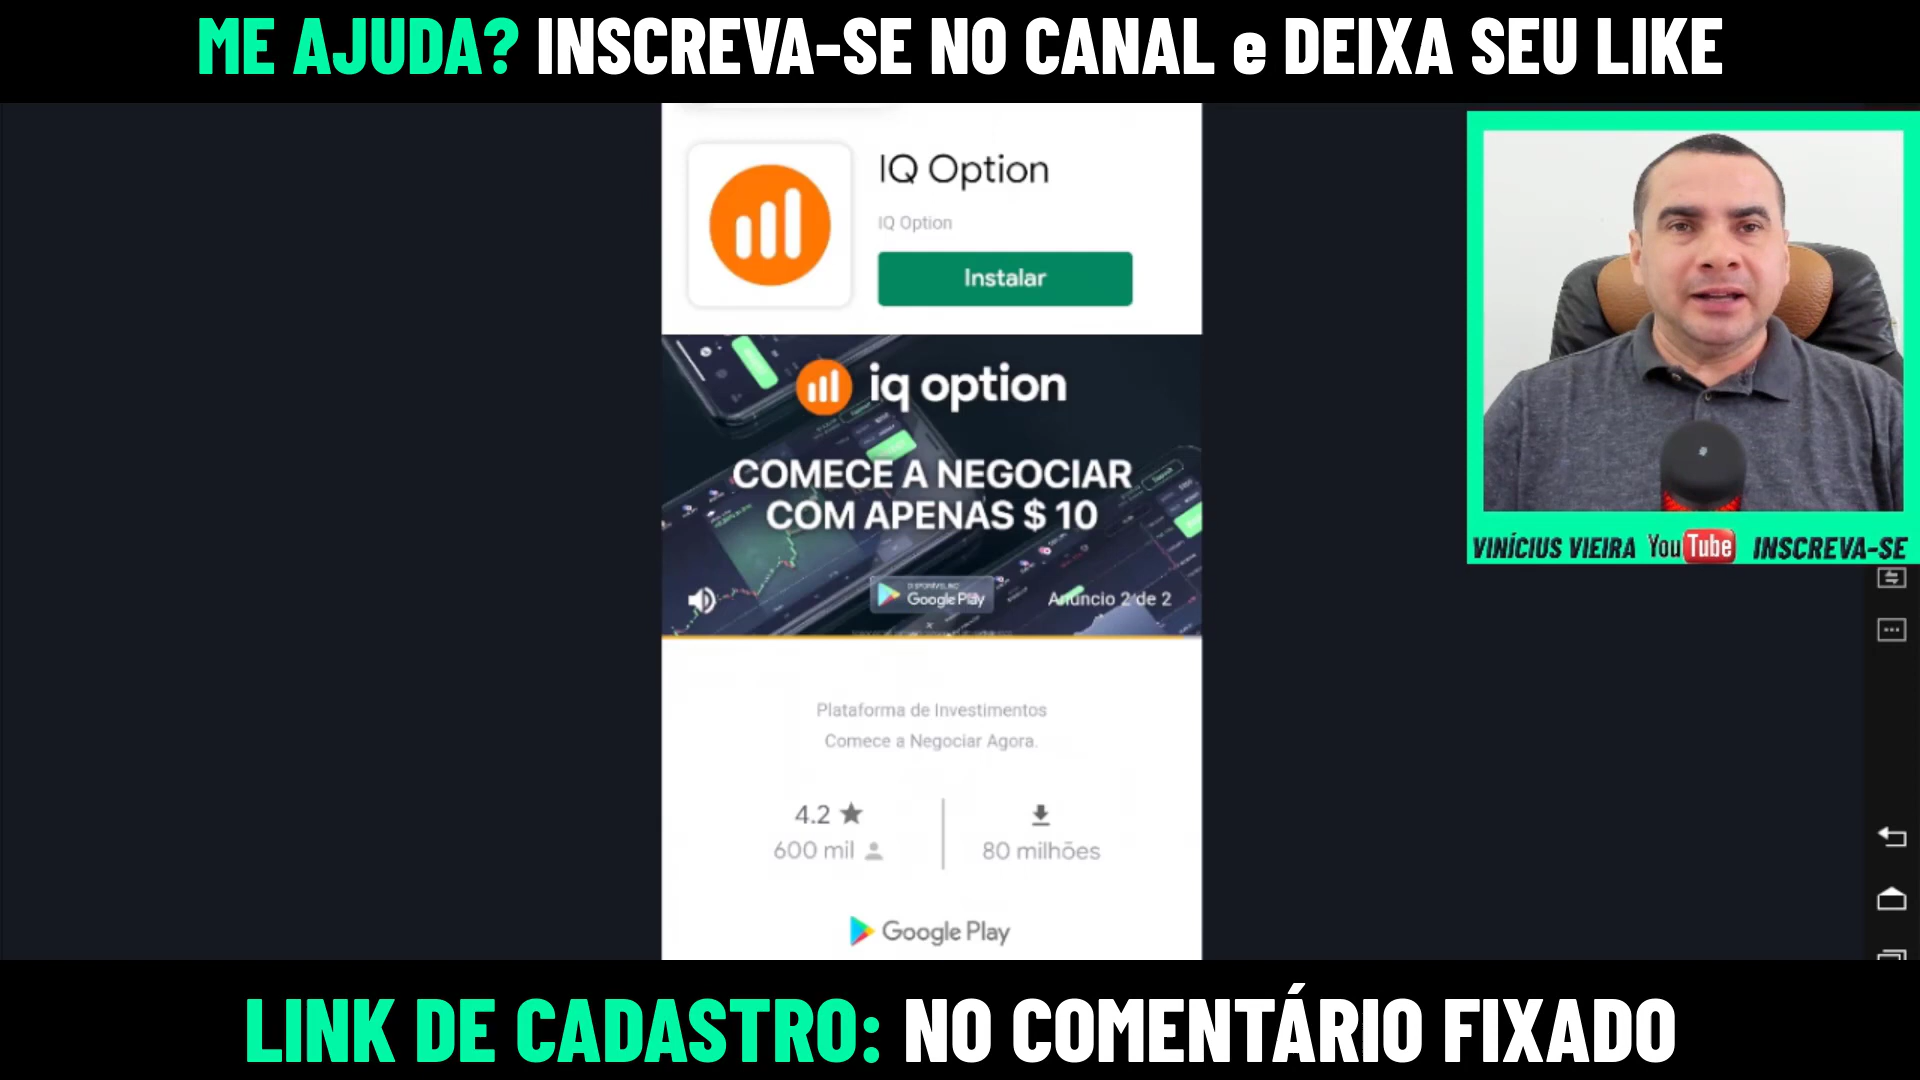 ME AJUDA? INSCREVA-SE NO CANAL e DEIXA SEU LIKE
IQ Option
IQ Option
Instalar
iq option
COMECE A NEGOCIAR
COM APENAS $ 10
DISPONÍVEL NO
Google Play
Anúncio 2 de 2
Plataforma de Investimentos
Comece a Negociar Agora.
4.2
600 mil
80 milhões
Google Play
VINÍCIUS VIEIRA YouTube INSCREVA-SE
LINK DE CADASTRO: NO COMENTÁRIO FIXADO